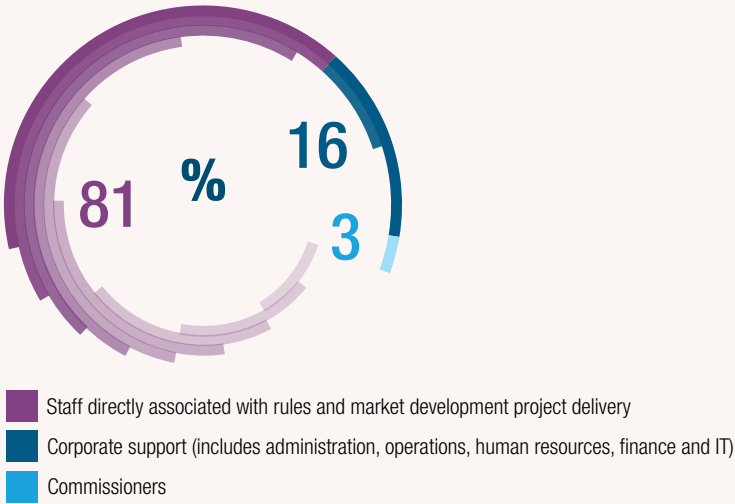 16
%
81
3
Staff directly associated with rules and market development project delivery
Corporate support (includes administration, operations, human resources, finance and IT)
Commissioners